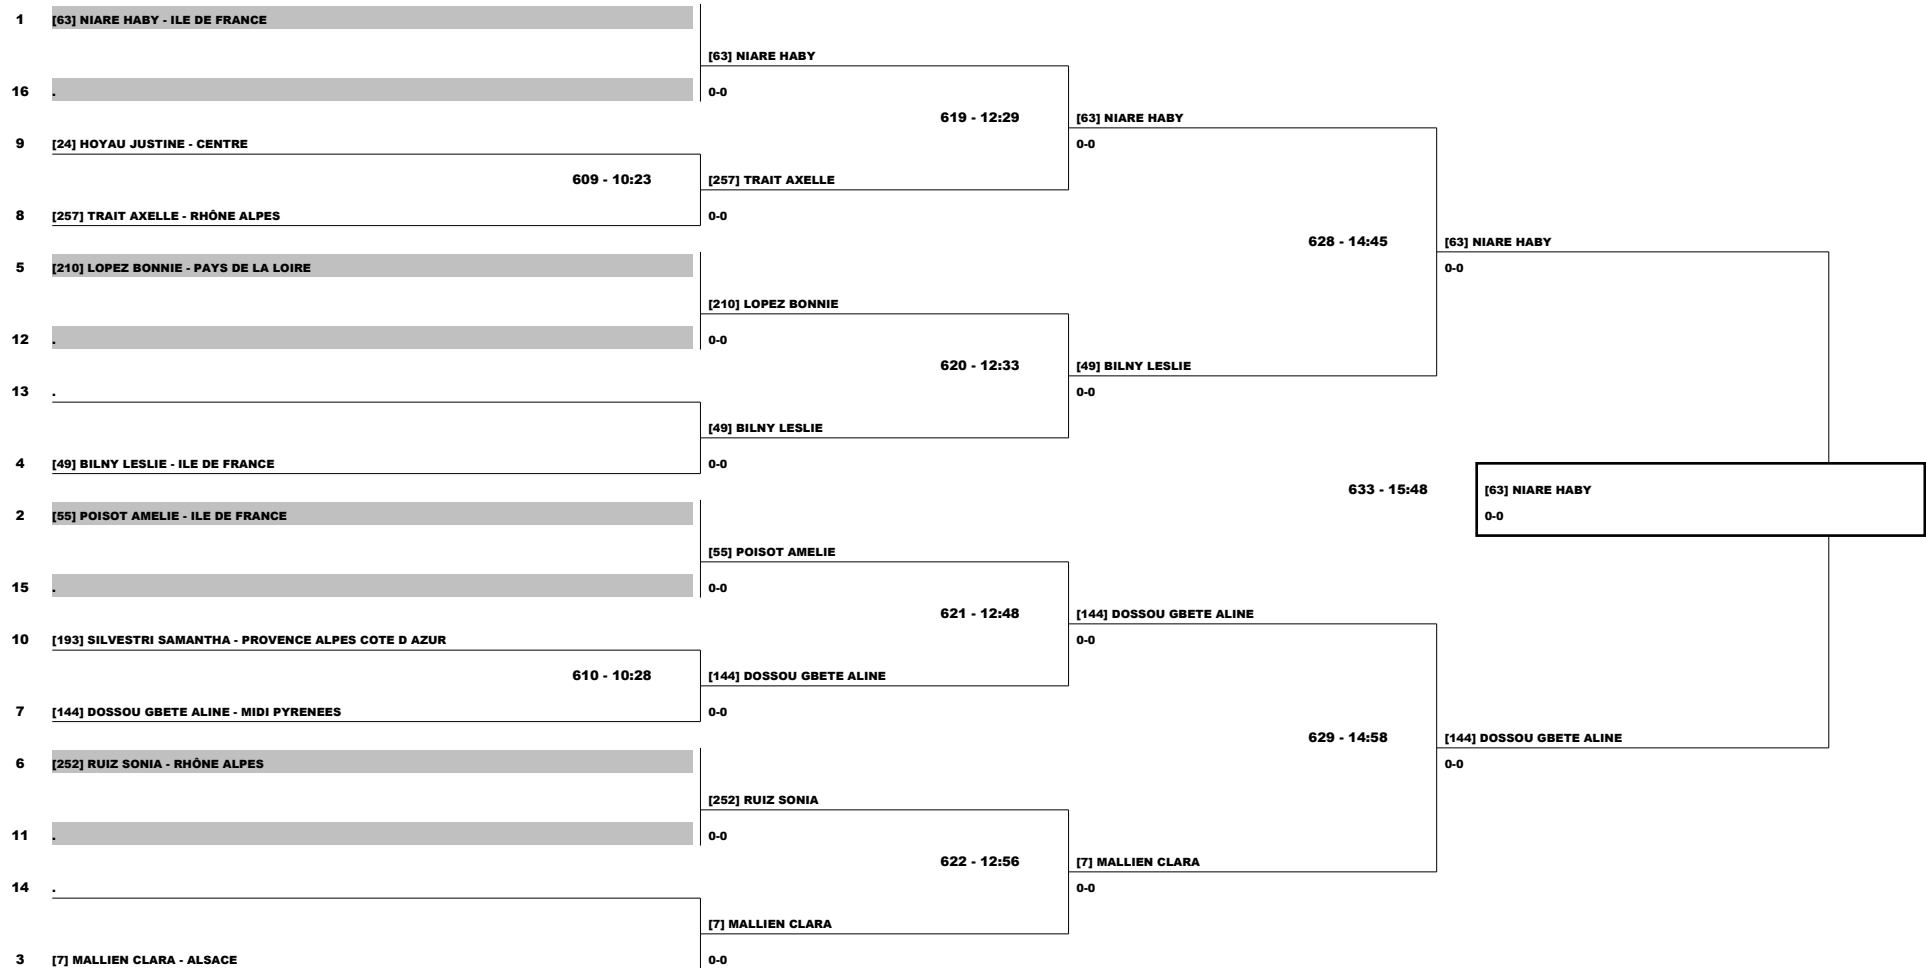 1 [63] NIARE HABY - ILE DE FRANCE
[63] NIARE HABY
16 .
0-0
619 - 12:29
[63] NIARE HABY
9 [24] HOYAU JUSTINE - CENTRE
0-0
609 - 10:23
[257] TRAIT AXELLE
8 [257] TRAIT AXELLE - RHÔNE ALPES
0-0
628 - 14:45
[63] NIARE HABY
5 [210] LOPEZ BONNIE - PAYS DE LA LOIRE
0-0
[210] LOPEZ BONNIE
12 .
0-0
620 - 12:33
[49] BILNY LESLIE
13 .
0-0
[49] BILNY LESLIE
4 [49] BILNY LESLIE - ILE DE FRANCE
0-0
633 - 15:48
[63] NIARE HABY
2 [55] POISOT AMELIE - ILE DE FRANCE
0-0
[55] POISOT AMELIE
15 .
0-0
621 - 12:48
[144] DOSSOU GBETE ALINE
10 [193] SILVESTRI SAMANTHA - PROVENCE ALPES COTE D AZUR
0-0
610 - 10:28
[144] DOSSOU GBETE ALINE
7 [144] DOSSOU GBETE ALINE - MIDI PYRENEES
0-0
629 - 14:58
[144] DOSSOU GBETE ALINE
6 [252] RUIZ SONIA - RHÔNE ALPES
0-0
[252] RUIZ SONIA
11 .
0-0
622 - 12:56
[7] MALLIEN CLARA
14 .
0-0
[7] MALLIEN CLARA
3 [7] MALLIEN CLARA - ALSACE
0-0